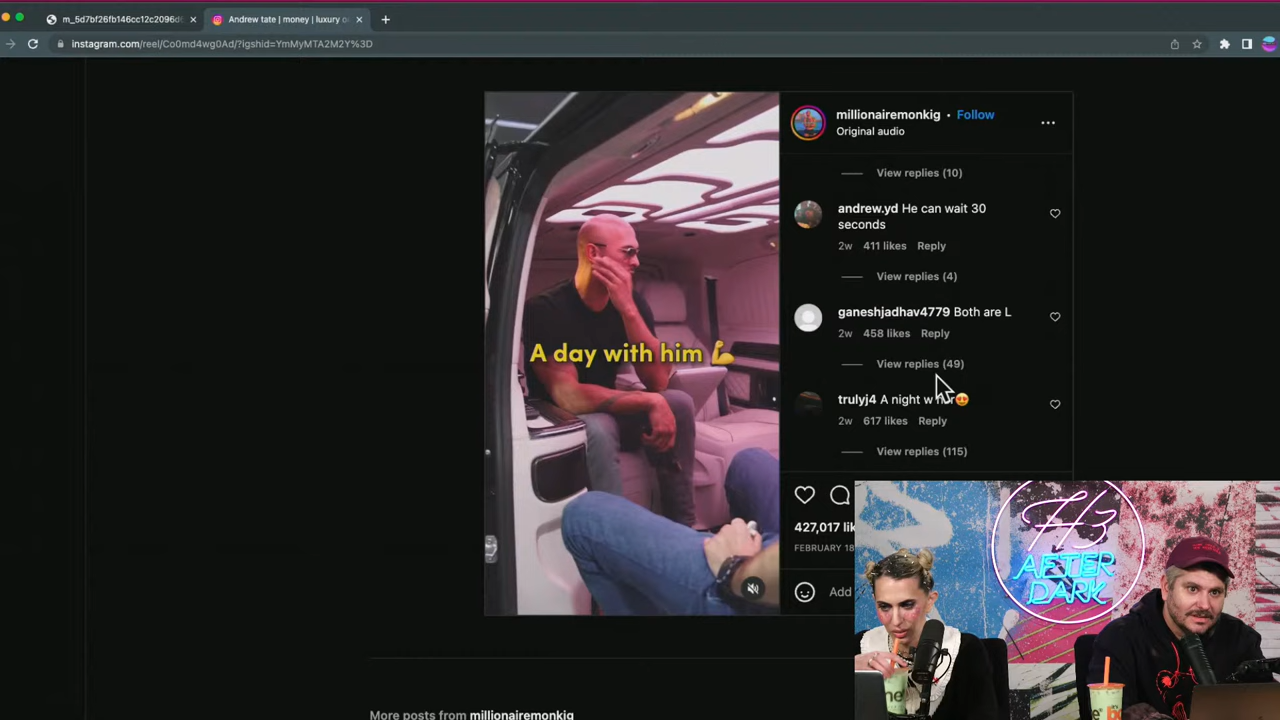 m_5d7bf26fb146cc12c2096d6
Andrew tate | money | luxury o
instagram.com/reel/Co0md4wg0Ad/?igshid=YmMyMTA2M2Y%3D
millionairemonkig • Follow
Original audio
View replies (10)
andrew.yd He can wait 30
seconds
2w 411 likes Reply
View replies (4)
ganeshjadhav4779 Both are L
2w 458 likes Reply
View replies (49)
trulyj4 A night w 😍
2w 617 likes Reply
View replies (115)
A day with him 💪
427,017 lik
FEBRUARY 18
Add
H3
AFTER
DARK
More posts from millionairemonkig